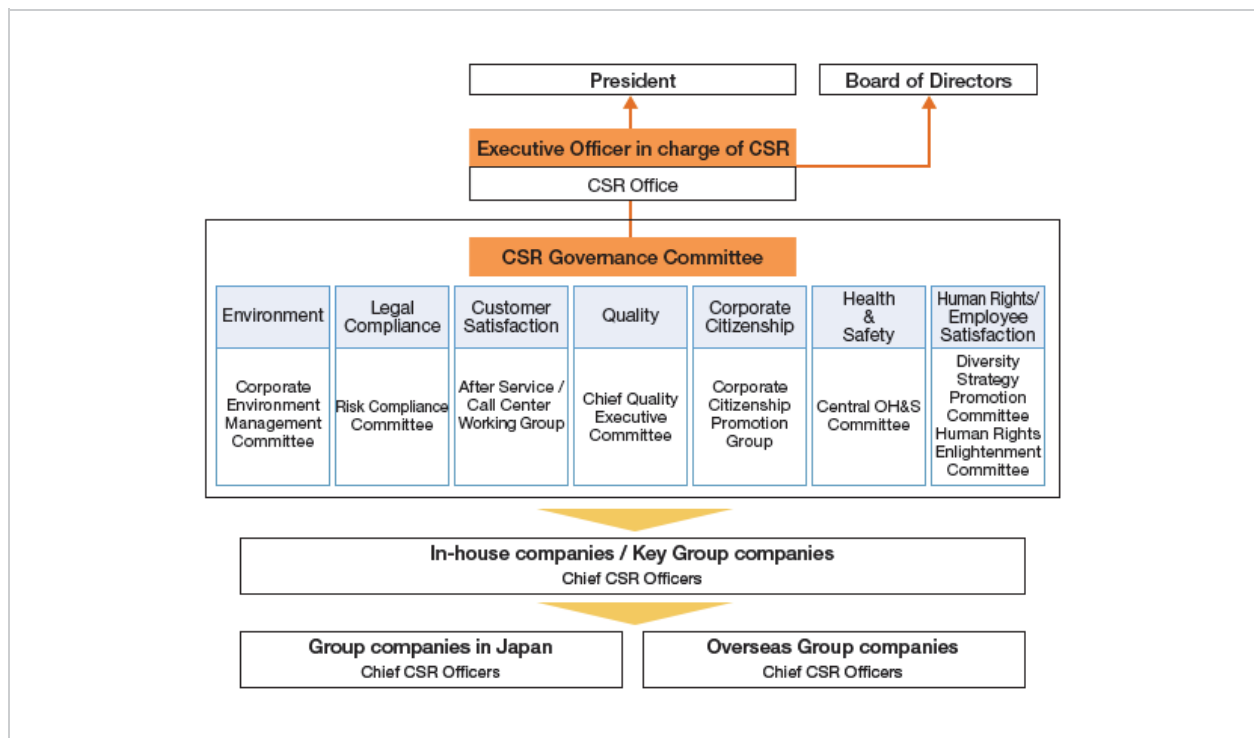 President
Board of Directors
Executive Officer in charge of CSR
CSR Office
CSR Governance Committee
Environment
Corporate
Environment
Management
Committee
Legal
Compliance
Risk Compliance
Committee
Customer
Satisfaction
After Service /
Call Center
Working Group
Quality
Chief Quality
Executive
Committee
Corporate
Citizenship
Corporate
Citizenship
Promotion
Group
Health
&
Safety
Central OH&S
Committee
Human Rights/
Employee
Satisfaction
Diversity
Strategy
Promotion
Committee
Human Rights
Enlightenment
Committee
In-house companies / Key Group companies
Chief CSR Officers
Group companies in Japan
Chief CSR Officers
Overseas Group companies
Chief CSR Officers